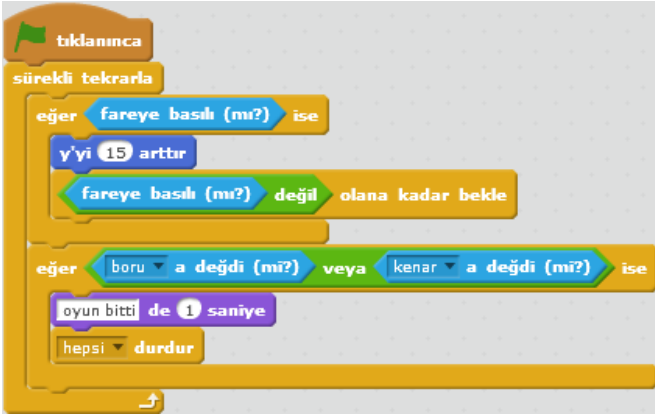 tıklanınca
sürekli tekrarla
eğer fareye basılı (mı?) ise
y'yi 15 arttır
fareye basılı (mı?) değil olana kadar bekle
eğer boru a değdi (mi?) veya kenar a değdi (mi?) ise
oyun bitti de 1 saniye
hepsi durdur